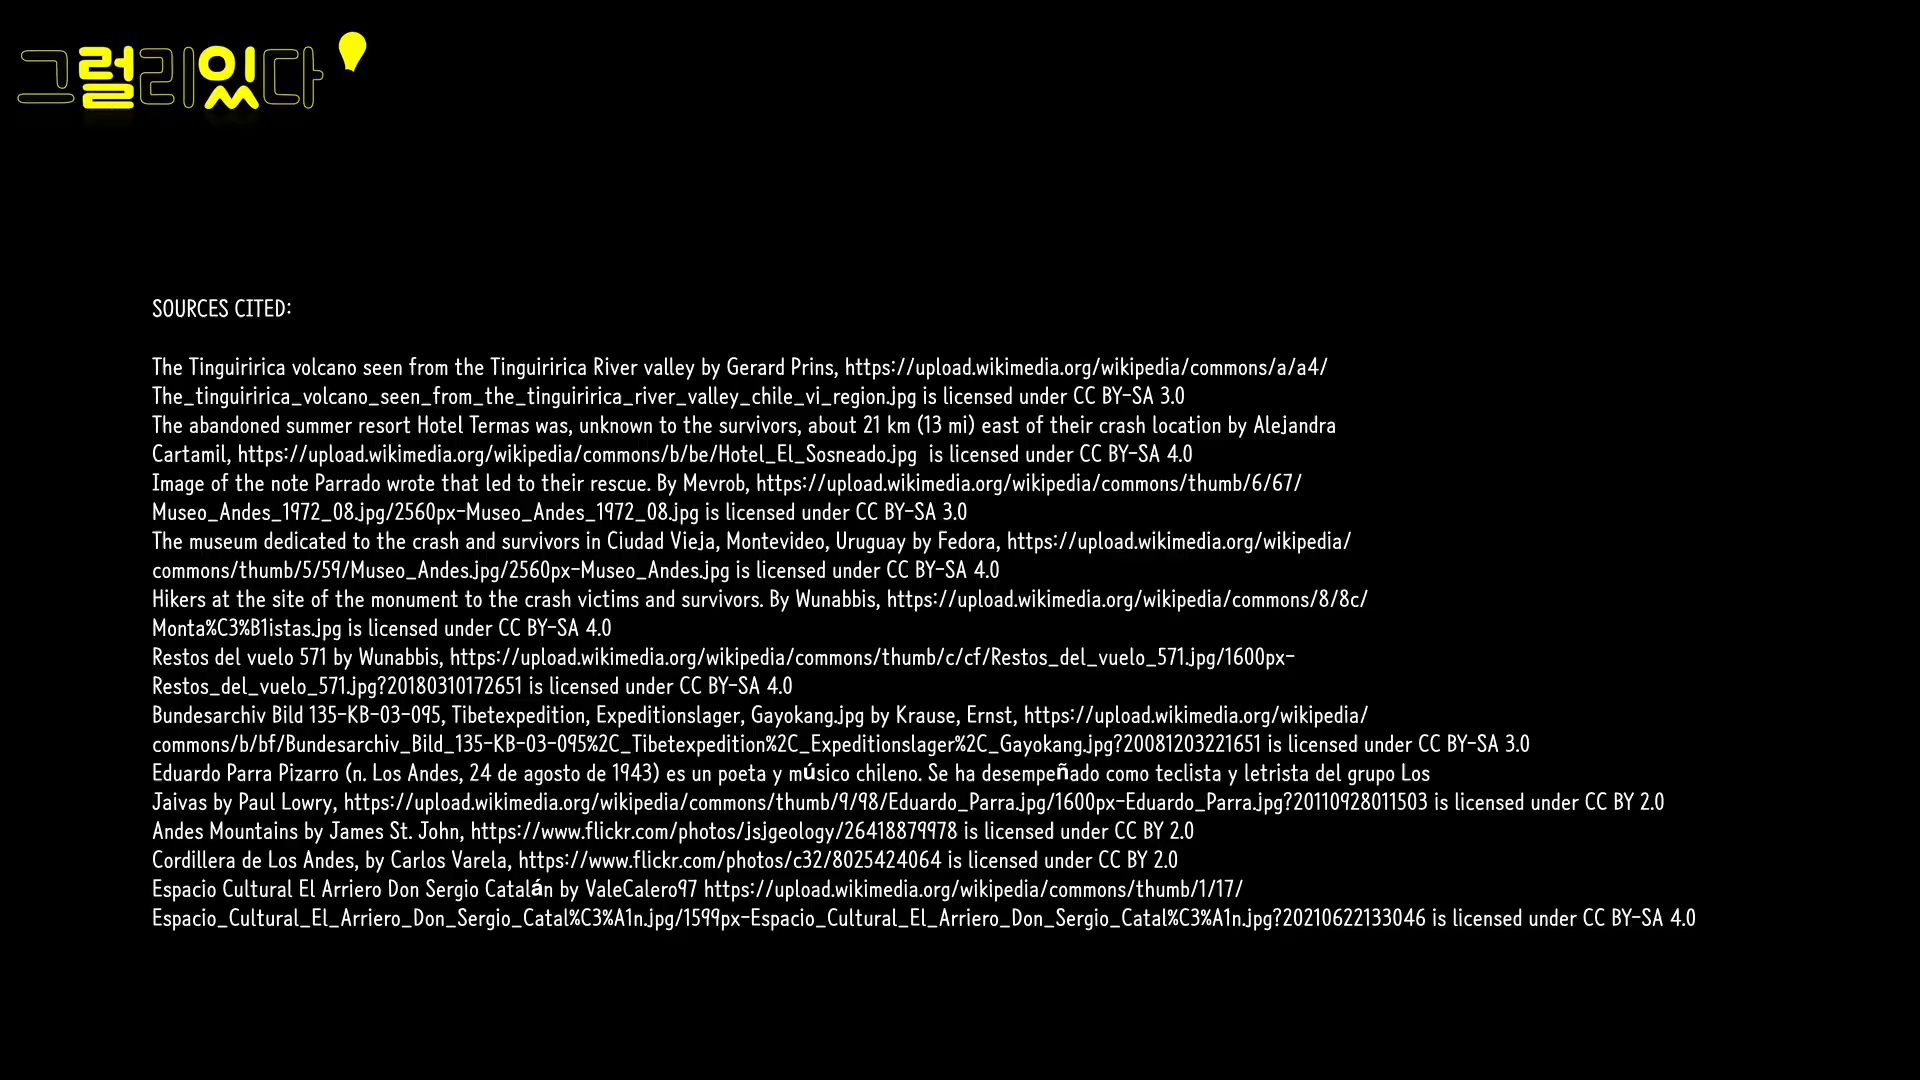 그럴리있다
SOURCES CITED:
The Tinguiririca volcano seen from the Tinguiririca River valley by Gerard Prins, https://upload.wikimedia.org/wikipedia/commons/a/a4/
The_tinguiririca_volcano_seen_from_the_tinguiririca_river_valley_chile_vi_region.jpg is licensed under CC BY-SA 3.0
The abandoned summer resort Hotel Termas was, unknown to the survivors, about 21 km (13 mi) east of their crash location by Alejandra
Cartamil, https://upload.wikimedia.org/wikipedia/commons/b/be/Hotel_El_Sosneado.jpg  is licensed under CC BY-SA 4.0
Image of the note Parrado wrote that led to their rescue. By Mevrob, https://upload.wikimedia.org/wikipedia/commons/thumb/6/67/
Museo_Andes_1972_08.jpg/2560px-Museo_Andes_1972_08.jpg is licensed under CC BY-SA 3.0
The museum dedicated to the crash and survivors in Ciudad Vieja, Montevideo, Uruguay by Fedora, https://upload.wikimedia.org/wikipedia/
commons/thumb/5/59/Museo_Andes.jpg/2560px-Museo_Andes.jpg is licensed under CC BY-SA 4.0
Hikers at the site of the monument to the crash victims and survivors. By Wunabbis, https://upload.wikimedia.org/wikipedia/commons/8/8c/
Monta%C3%B1istas.jpg is licensed under CC BY-SA 4.0
Restos del vuelo 571 by Wunabbis, https://upload.wikimedia.org/wikipedia/commons/thumb/c/cf/Restos_del_vuelo_571.jpg/1600px-
Restos_del_vuelo_571.jpg?20180310172651 is licensed under CC BY-SA 4.0
Bundesarchiv Bild 135-KB-03-095, Tibetexpedition, Expeditionslager, Gayokang.jpg by Krause, Ernst, https://upload.wikimedia.org/wikipedia/
commons/b/bf/Bundesarchiv_Bild_135-KB-03-095%2C_Tibetexpedition%2C_Expeditionslager%2C_Gayokang.jpg?20081203221651 is licensed under CC BY-SA 3.0
Eduardo Parra Pizarro (n. Los Andes, 24 de agosto de 1943) es un poeta y músico chileno. Se ha desempeñado como teclista y letrista del grupo Los
Jaivas by Paul Lowry, https://upload.wikimedia.org/wikipedia/commons/thumb/9/98/Eduardo_Parra.jpg/1600px-Eduardo_Parra.jpg?20110928011503 is licensed under CC BY 2.0
Andes Mountains by James St. John, https://www.flickr.com/photos/jsjgeology/26418879978 is licensed under CC BY 2.0
Cordillera de Los Andes, by Carlos Varela, https://www.flickr.com/photos/c32/8025424064 is licensed under CC BY 2.0
Espacio Cultural El Arriero Don Sergio Catalán by ValeCalero97 https://upload.wikimedia.org/wikipedia/commons/thumb/1/17/
Espacio_Cultural_El_Arriero_Don_Sergio_Catal%C3%A1n.jpg/1599px-Espacio_Cultural_El_Arriero_Don_Sergio_Catal%C3%A1n.jpg?20210622133046 is licensed under CC BY-SA 4.0